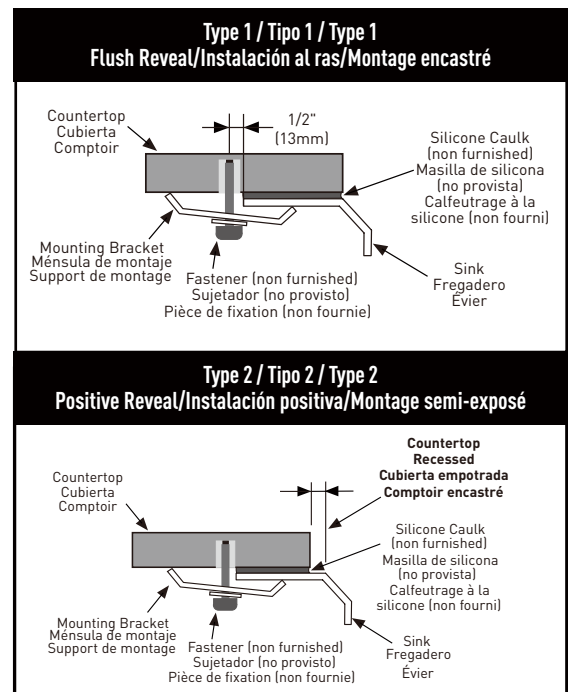 Type 1 / Tipo 1 / Type 1
Flush Reveal/Instalación al ras/Montage encastré
Countertop
Cubierta
Comptoir
1/2"
(13mm)
Silicone Caulk
(non furnished)
Masilla de silicona
(no provista)
Calfeutrage à la
silicone (non fourni)
Mounting Bracket
Ménsula de montaje
Support de montage
Fastener (non furnished)
Sujetador (no provisto)
Pièce de fixation (non fournie)
Sink
Fregadero
Évier
Type 2 / Tipo 2 / Type 2
Positive Reveal/Instalación positiva/Montage semi-exposé
Countertop
Recessed
Cubierta empotrada
Comptoir encastré
Countertop
Cubierta
Comptoir
Silicone Caulk
(non furnished)
Masilla de silicona
(no provista)
Calfeutrage à la
silicone (non fourni)
Mounting Bracket
Ménsula de montaje
Support de montage
Fastener (non furnished)
Sujetador (no provisto)
Pièce de fixation (non fournie)
Sink
Fregadero
Évier